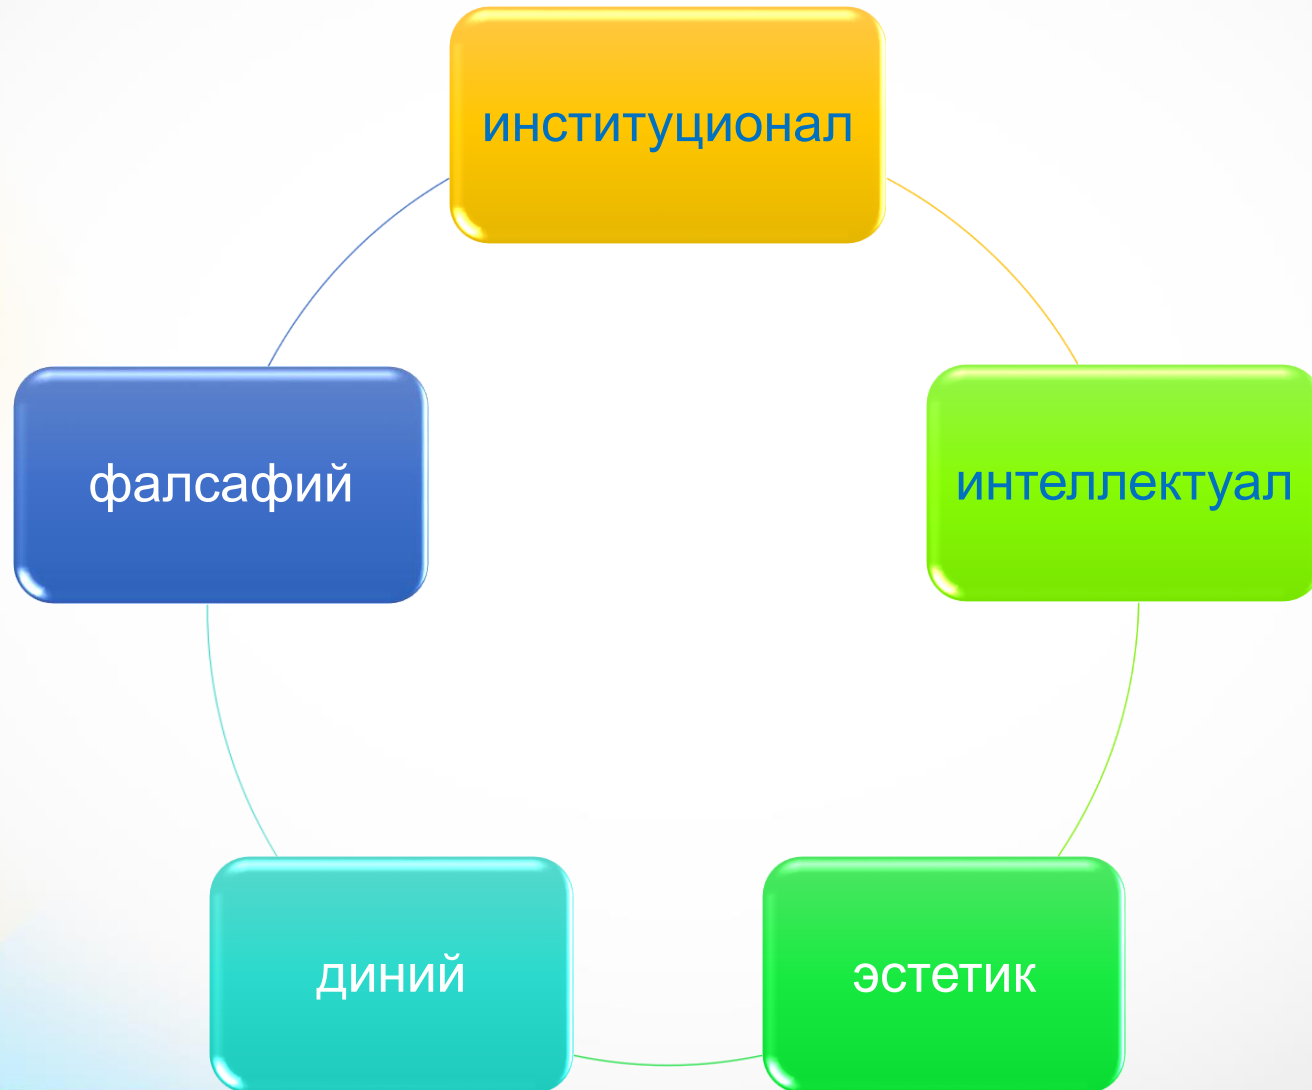 институционал
фалсафий
интеллектуал
диний
эстетик